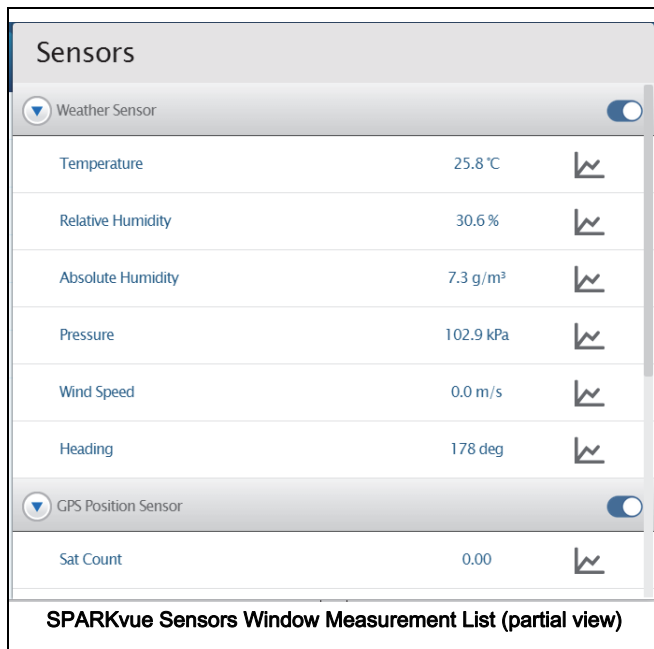 Sensors
Weather Sensor
Temperature 25.8 °C
Relative Humidity 30.6 %
Absolute Humidity 7.3 g/m³
Pressure 102.9 kPa
Wind Speed 0.0 m/s
Heading 178 deg
GPS Position Sensor
Sat Count 0.00
SPARKvue Sensors Window Measurement List (partial view)